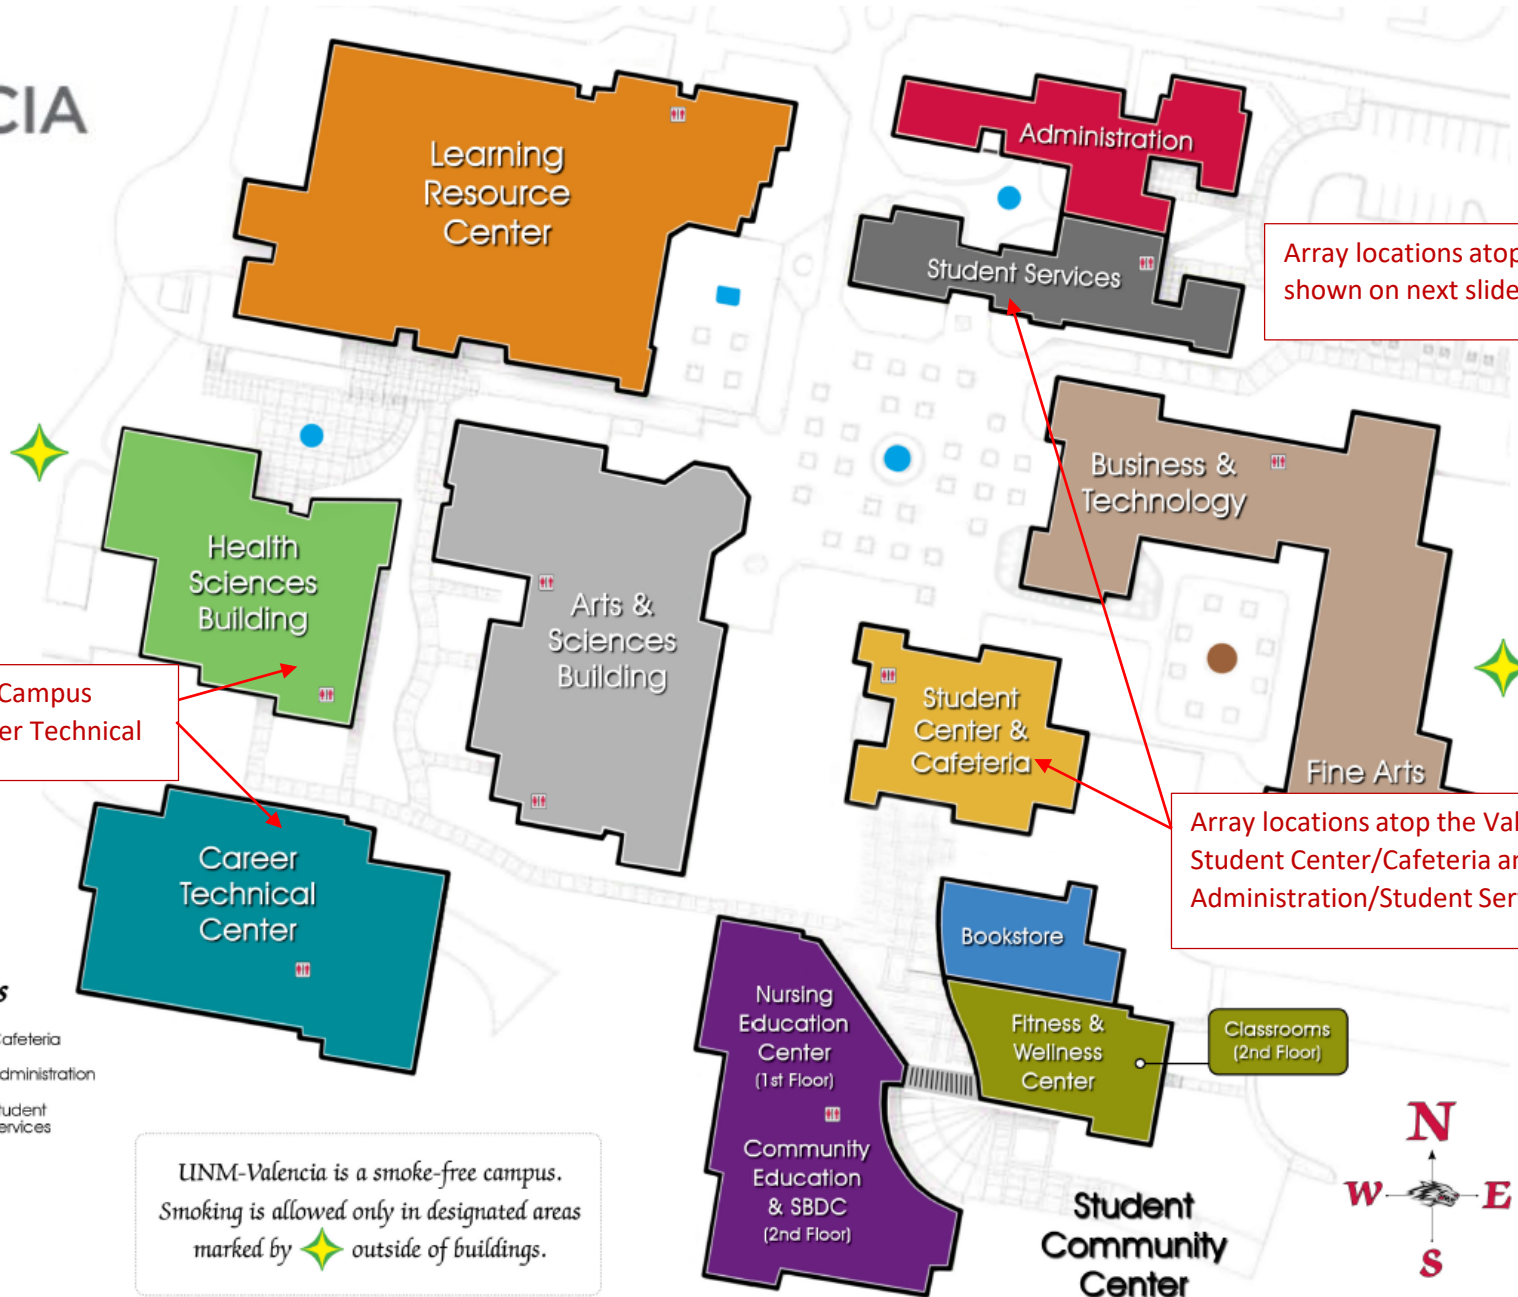 CIA
Learning
Resource
Center
Administration
Student Services
Array locations atop
shown on next slide
Business &
Technology
Health
Sciences
Building
Arts &
Sciences
Building
Campus
er Technical
Student
Center &
Cafeteria
Fine Arts
Array locations atop the Val
Student Center/Cafeteria an
Administration/Student Ser
Career
Technical
Center
Bookstore
Nursing
Education
Center
(1st Floor)
Fitness &
Wellness
Center
Classrooms
(2nd Floor)
s
afeteria
dministration
tudent
ervices
Community
Education
& SBDC
(2nd Floor)
UNM-Valencia is a smoke-free campus.
Smoking is allowed only in designated areas
marked by outside of buildings.
Student
Community
Center
N
W E
S